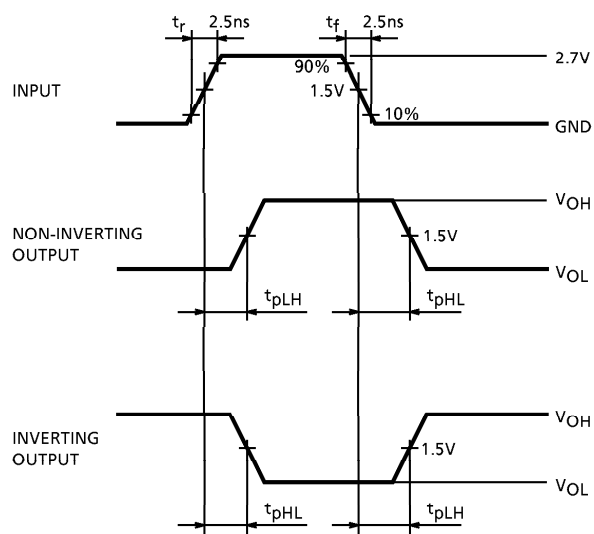 tr 2.5ns tf 2.5ns
2.7V
90%
INPUT 1.5V
10%
GND
VOH
NON-INVERTING
OUTPUT
1.5V
VOL
tpLH tpHL
VOH
INVERTING
OUTPUT
1.5V
VOL
tpHL tpLH